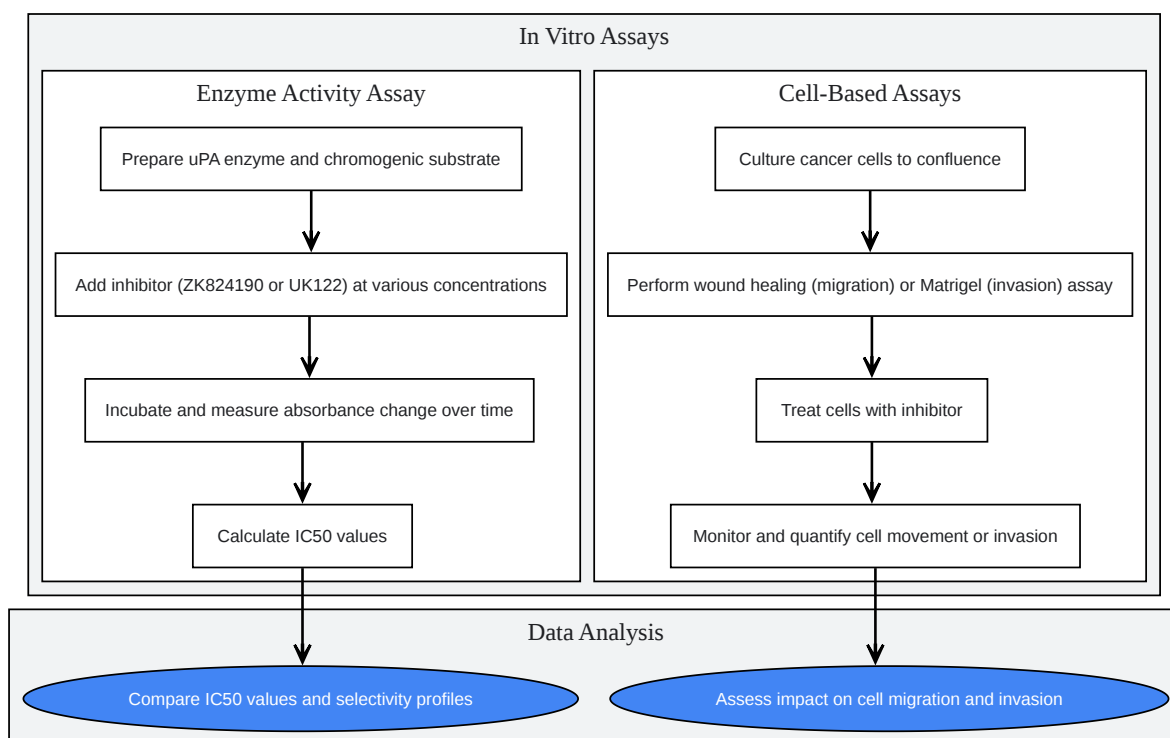 In Vitro Assays
Enzyme Activity Assay
Prepare uPA enzyme and chromogenic substrate
Add inhibitor (ZK824190 or UK122) at various concentrations
Incubate and measure absorbance change over time
Calculate IC50 values
Cell-Based Assays
Culture cancer cells to confluence
Perform wound healing (migration) or Matrigel (invasion) assay
Treat cells with inhibitor
Monitor and quantify cell movement or invasion
Data Analysis
Compare IC50 values and selectivity profiles
Assess impact on cell migration and invasion